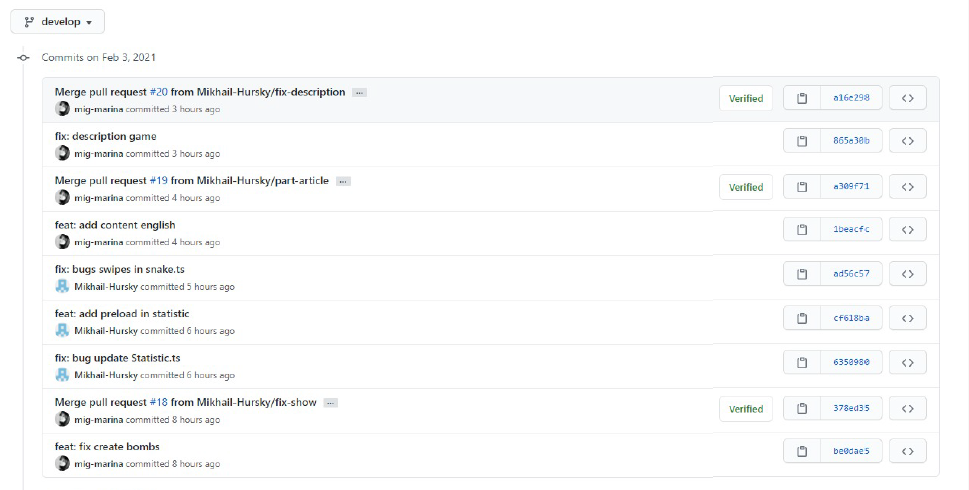 develop
Commits on Feb 3, 2021
Merge pull request #20 from Mikhail-Hursky/fix-description ...
Verified
a16e298
mig-marina committed 3 hours ago
fix: description game
865a30b
mig-marina committed 3 hours ago
Merge pull request #19 from Mikhail-Hursky/part-article ...
Verified
a309f71
mig-marina committed 4 hours ago
feat: add content english
1beacfc
mig-marina committed 4 hours ago
fix: bugs swipes in snake.ts
ad56c57
Mikhail-Hursky committed 5 hours ago
feat: add preload in statistic
cf618ba
Mikhail-Hursky committed 6 hours ago
fix: bug update Statistic.ts
6350980
Mikhail-Hursky committed 6 hours ago
Merge pull request #18 from Mikhail-Hursky/fix-show ...
Verified
378ed35
mig-marina committed 8 hours ago
feat: fix create bombs
be0dae5
mig-marina committed 8 hours ago